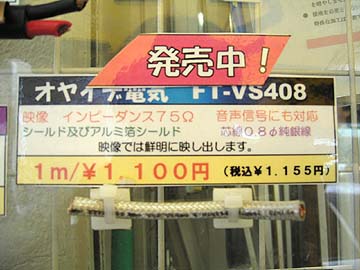 発売中！
オヤイデ電気 FT-VS408
映像 インピーダンス75Ω 音声信号にも対応
シールド及びアルミ箔シールド 芯線0.8φ純銀線
映像では鮮明に映し出します。
1m/¥1,100円 (税込¥1,155円)